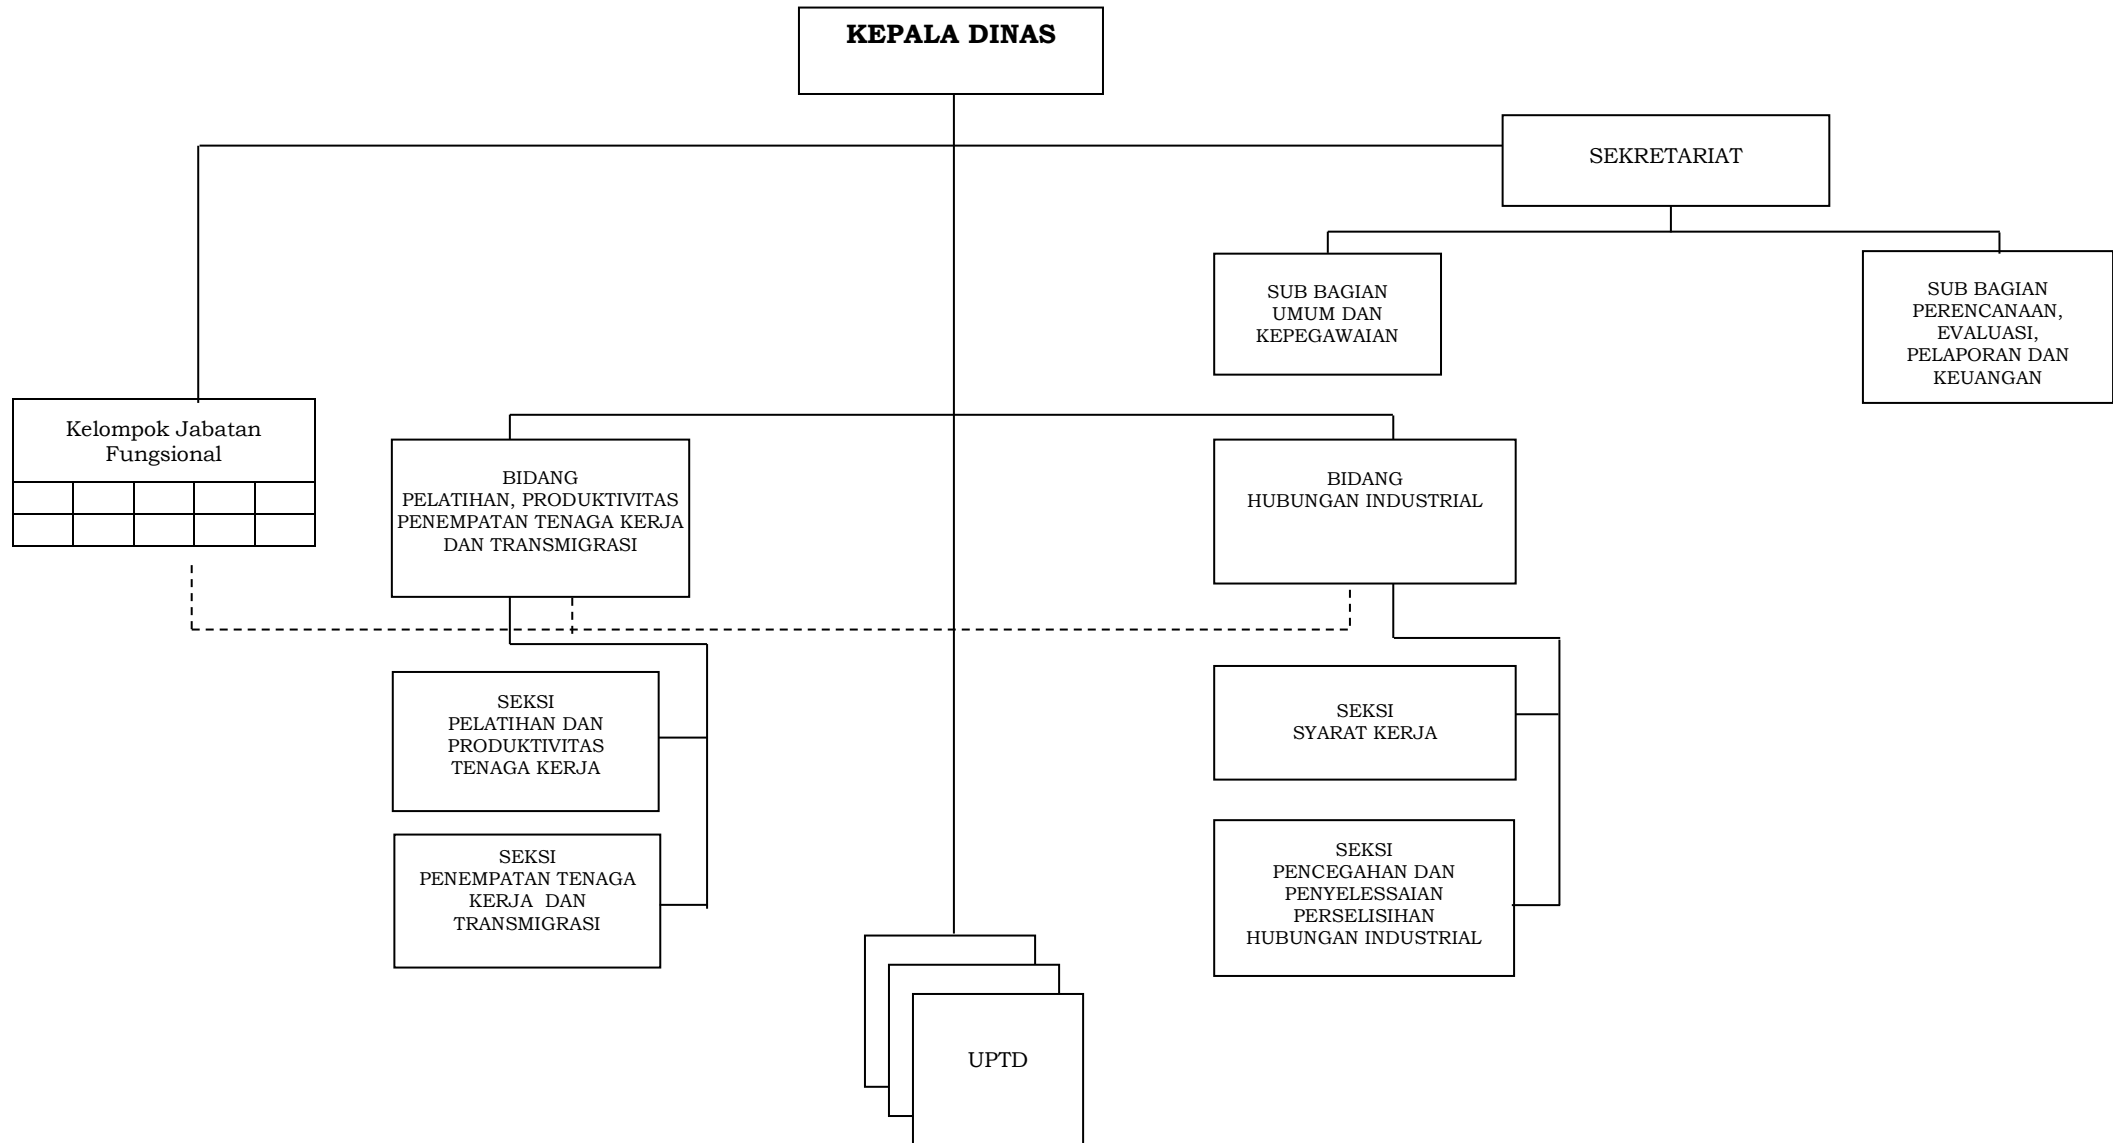 KEPALA DINAS
SEKRETARIAT
SUB BAGIAN
UMUM DAN
KEPEGAWAIAN
SUB BAGIAN
PERENCANAAN,
EVALUASI,
PELAPORAN DAN
KEUANGAN
Kelompok Jabatan
Fungsional
BIDANG
PELATIHAN, PRODUKTIVITAS
PENEMPATAN TENAGA KERJA
DAN TRANSMIGRASI
BIDANG
HUBUNGAN INDUSTRIAL
SEKSI
PELATIHAN DAN
PRODUKTIVITAS
TENAGA KERJA
SEKSI
SYARAT KERJA
SEKSI
PENEMPATAN TENAGA
KERJA  DAN
TRANSMIGRASI
SEKSI
PENCEGAHAN DAN
PENYELESSAIAN
PERSELISIHAN
HUBUNGAN INDUSTRIAL
UPTD